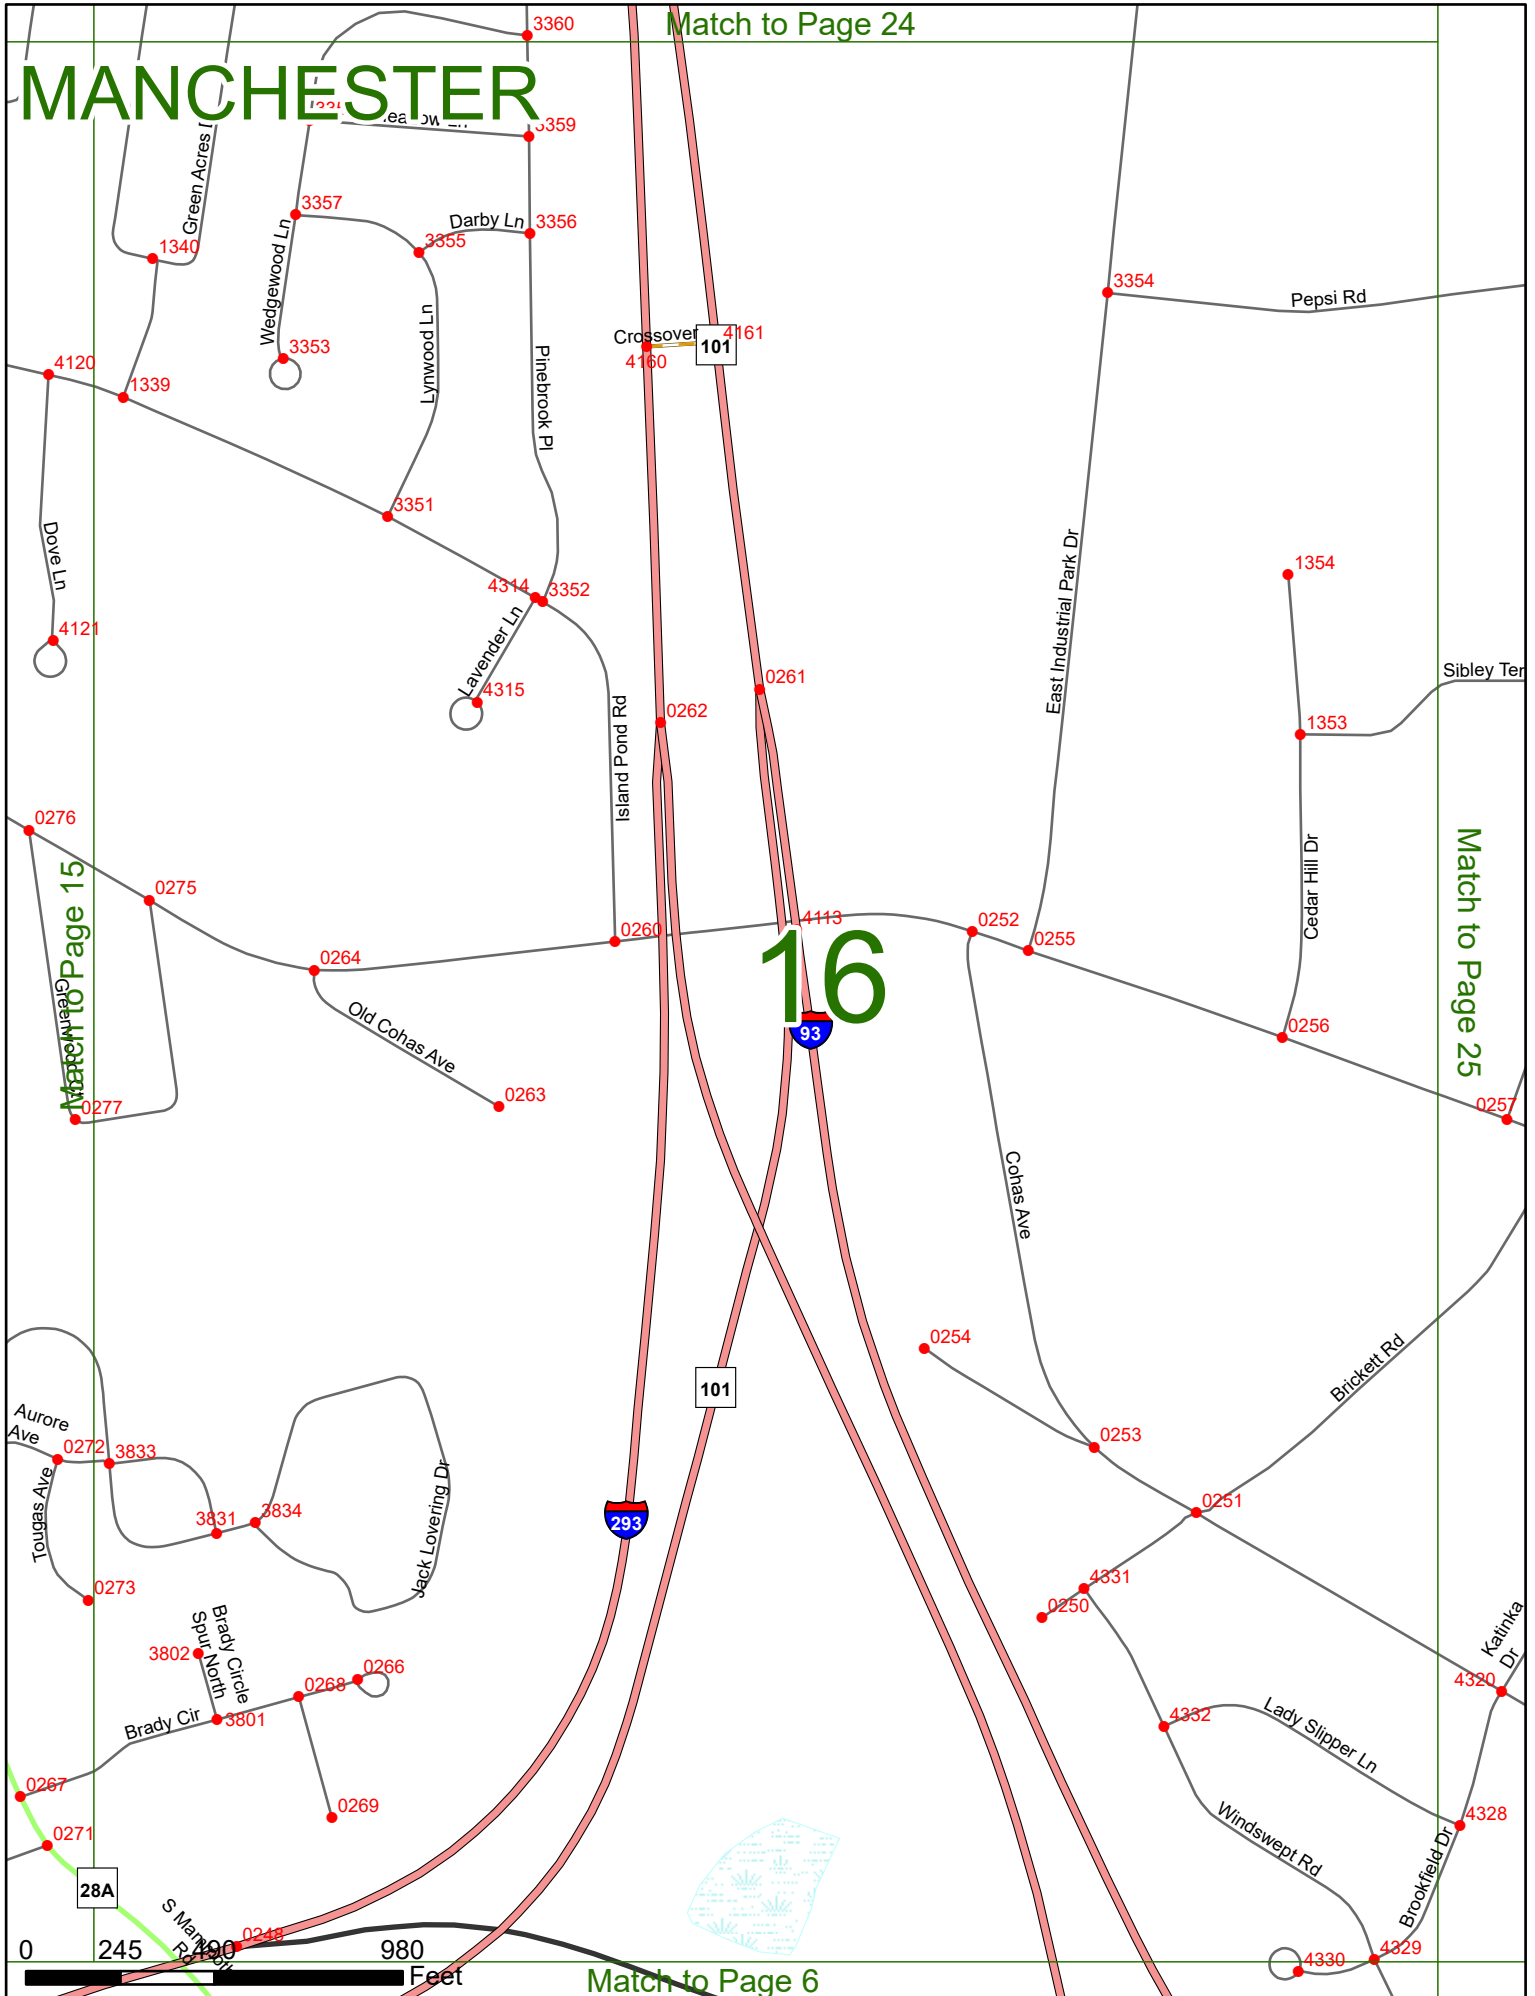 Match to Page 24
3360
MANCHESTER
3359
Green Acres
3357
Darby Ln
3356
3355
1340
Wedgewood Ln
3354
Pepsi Rd
Lynwood Ln
3353
Pinebrook Pl
Crossover
4161
4160
101
4120
1339
3351
Dove Ln
4314
3352
Lavender Ln
4121
4315
East Industrial Park Dr
1354
Sibley Ter
0261
0262
Island Pond Rd
1353
0276
Match to Page 15
0275
Cedar Hill Dr
Match to Page 25
0260
4113
0252
0255
16
0264
Old Cohas Ave
93
0256
0263
0277
0257
Cohas Ave
0254
Brickett Rd
101
Aurore
Ave
0272
3833
0253
Tougas Ave
3831
3834
Jack Lovering Dr
293
0251
0273
4331
0250
Brady Circle
Spur North
3802
Katinka
Dr
0266
0268
4320
3801
Brady Cir
4332
Lady Slipper Ln
0267
0269
0271
Windswept Rd
4328
Brookfield Dr
28A
S Mammoth
Rd
0248
4329
4330
0 245 490 980
Feet
Match to Page 6